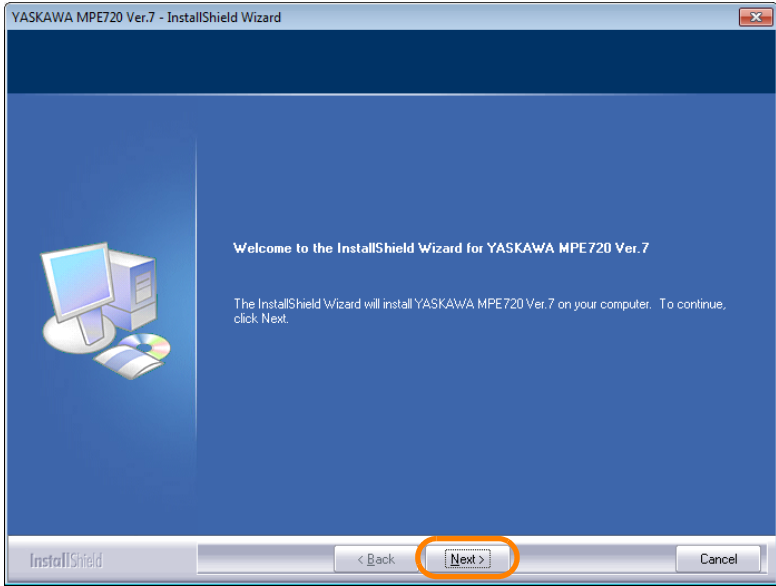 YASKAWA MPE720 Ver.7 - InstallShield Wizard
Welcome to the InstallShield Wizard for YASKAWA MPE720 Ver.7
The InstallShield Wizard will install YASKAWA MPE720 Ver.7 on your computer. To continue,
click Next.
InstallShield
< Back Next > Cancel